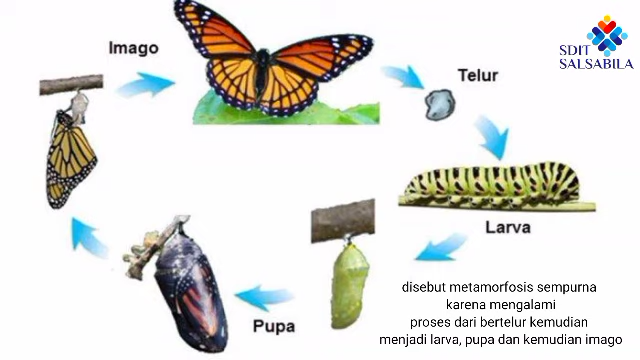 Imago
SDIT
SALSABILA
Telur
Larva
Pupa
disebut metamorfosis sempurna
karena mengalami
proses dari bertelur kemudian
menjadi larva, pupa dan kemudian imago